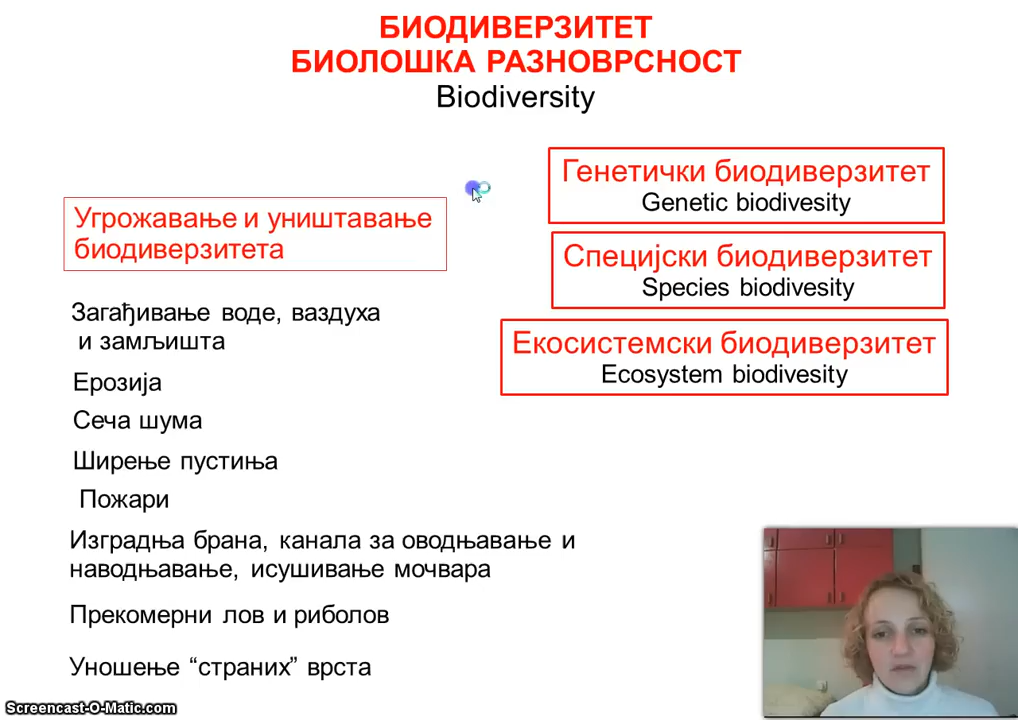 БИОДИВЕРЗИТЕТ
БИОЛОШКА РАЗНОВРСНОСТ
Biodiversity
Угрожавање и уништавање
биодиверзитета
Загађивање воде, ваздуха
и замљишта
Ерозија
Сеча шума
Ширење пустиња
Пожари
Изградња брана, канала за оводњавање и
наводњавање, исушивање мочвара
Прекомерни лов и риболов
Уношење “страних” врста
Генетички биодиверзитет
Genetic biodivesity
Специјски биодиверзитет
Species biodivesity
Екосистемски биодиверзитет
Ecosystem biodivesity
Screencast-O-Matic.com